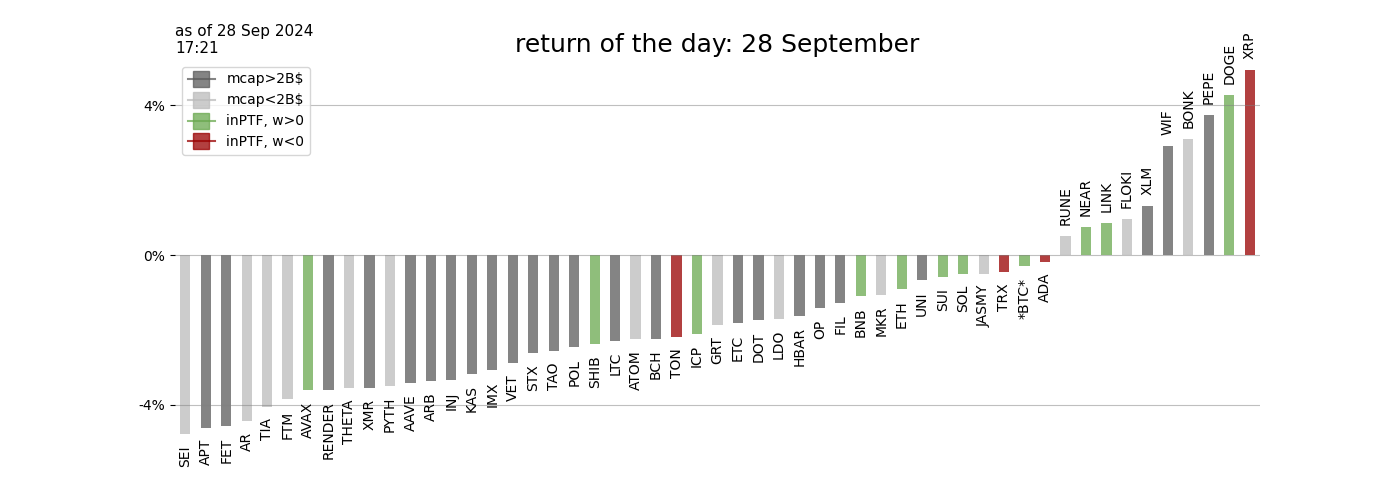 as of 28 Sep 2024
17:21
return of the day: 28 September
mcap>2B$
mcap<2B$
inPTF, w>0
inPTF, w<0
4%
0%
-4%
SEI
APT
FET
AR
TIA
FTM
AVAX
RENDER
THETA
XMR
PYTH
AAVE
ARB
INJ
KAS
IMX
VET
STX
TAO
POL
SHIB
LTC
ATOM
BCH
TON
ICP
GRT
ETC
DOT
LDO
HBAR
OP
FIL
BNB
MKR
ETH
UNI
SUI
SOL
JASMY
TRX
*BTC*
ADA
RUNE
NEAR
LINK
FLOKI
XLM
WIF
BONK
PEPE
DOGE
XRP